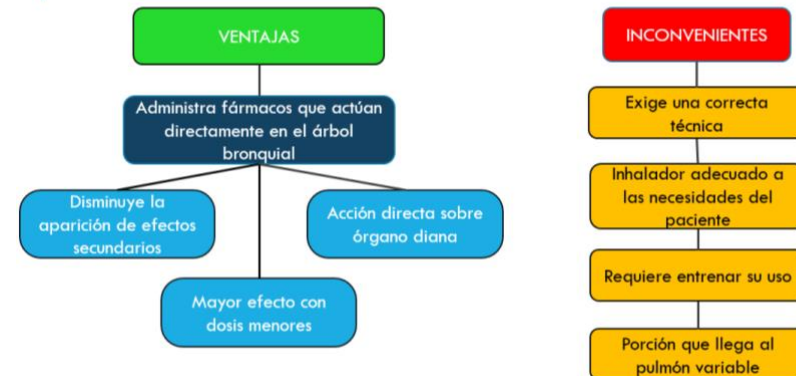 VENTAJAS
Administra fármacos que actúan
directamente en el árbol
bronquial
Disminuye la
aparición de efectos
secundarios
Acción directa sobre
órgano diana
Mayor efecto con
dosis menores
INCONVENIENTES
Exige una correcta
técnica
Inhalador adecuado a
las necesidades del
paciente
Requiere entrenar su uso
Porción que llega al
pulmón variable